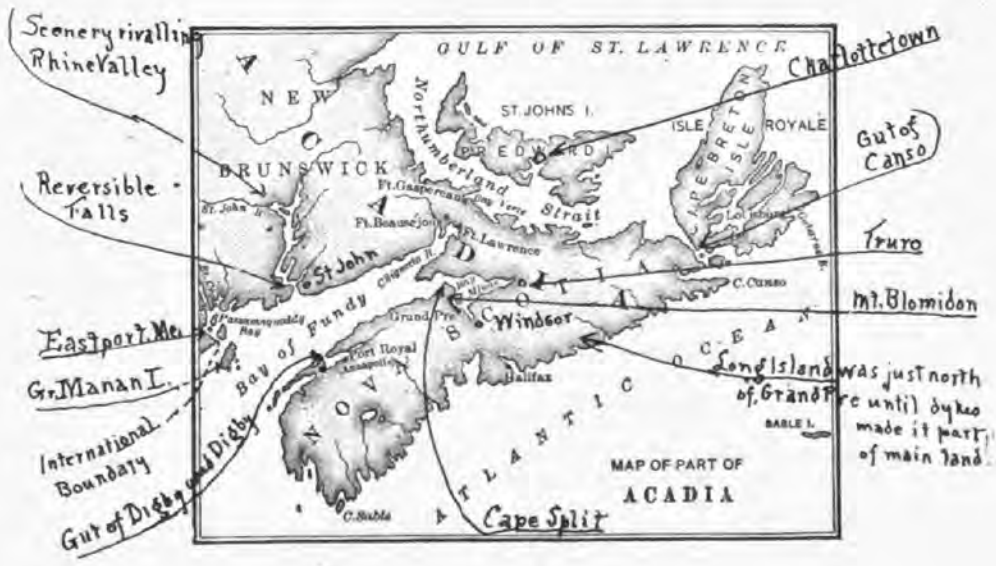 Scenery rivalling
Rhine Valley
Reversible
Falls
Eastport. Me.
Gr. Manan I.
International
Boundary
Gut of Digby and Digby
GULF OF ST. LAWRENCE
Charlottetown
ACADIA
NEW
BRUNSWICK
Northumberland
Strait
ST. JOHNS I.
PR. EDWARD I.
ISLE ROYALE
CAPE BRETON
ISLE
Gut of
Canso
Louisburg
Ft. Gaspereau
Bay Verte
Ft. Beausejour
Ft. Lawrence
St. John R.
St John
Chignecto R.
Truro
C. Canso
Mt. Blomidon
Passamaquoddy
Bay
Bay of Fundy
Grand Pre
Windsor
NOVA SCOTIA
Port Royal
Annapolis
Halifax
ATLANTIC OCEAN
Long Island was just north
of, Grand Pre until dykes
made it part
of main land.
SABLE I.
C. Sable
Cape Split
MAP OF PART OF
ACADIA